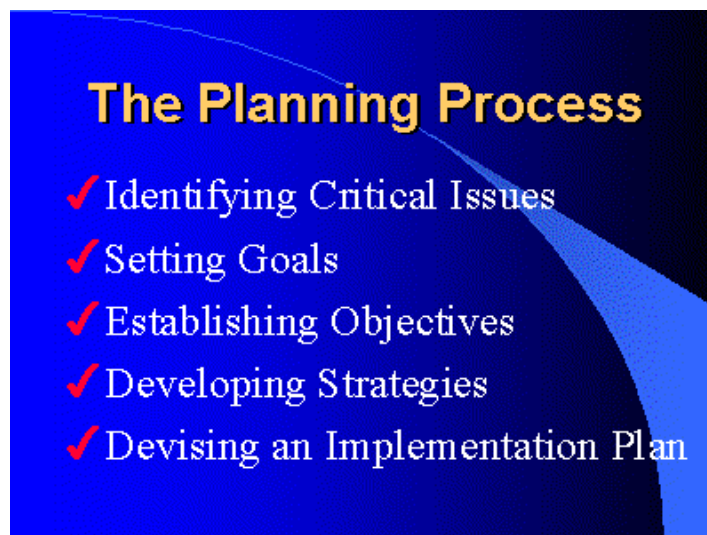 The Planning Process
Identifying Critical Issues
Setting Goals
Establishing Objectives
Developing Strategies
Devising an Implementation Plan